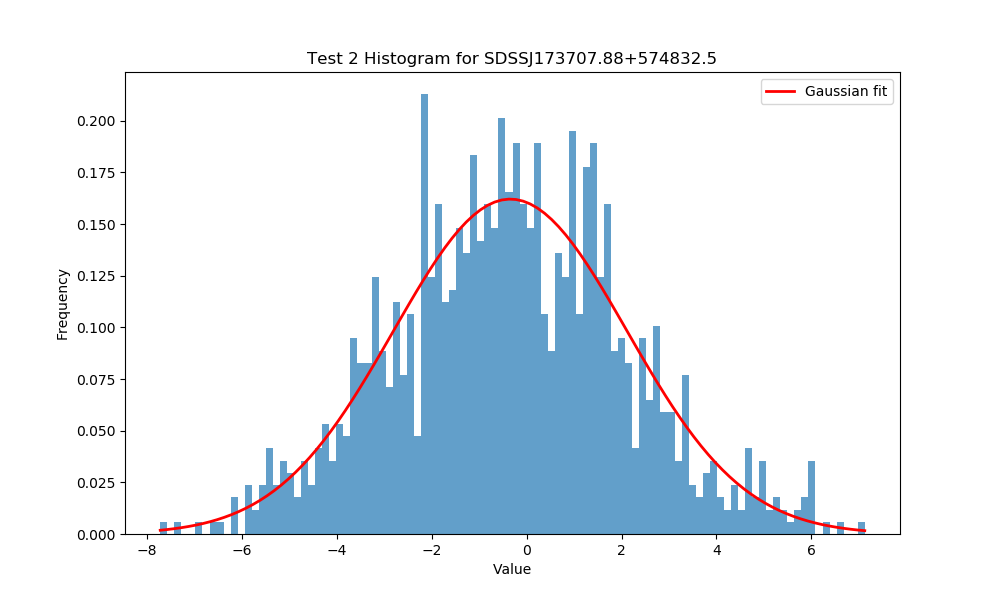 Test 2 Histogram for SDSSJ173707.88+574832.5
Gaussian fit
0.200
0.175
0.150
0.125
0.100
0.075
0.050
0.025
0.000
Frequency
−8 −6 −4 −2 0 2 4 6
Value